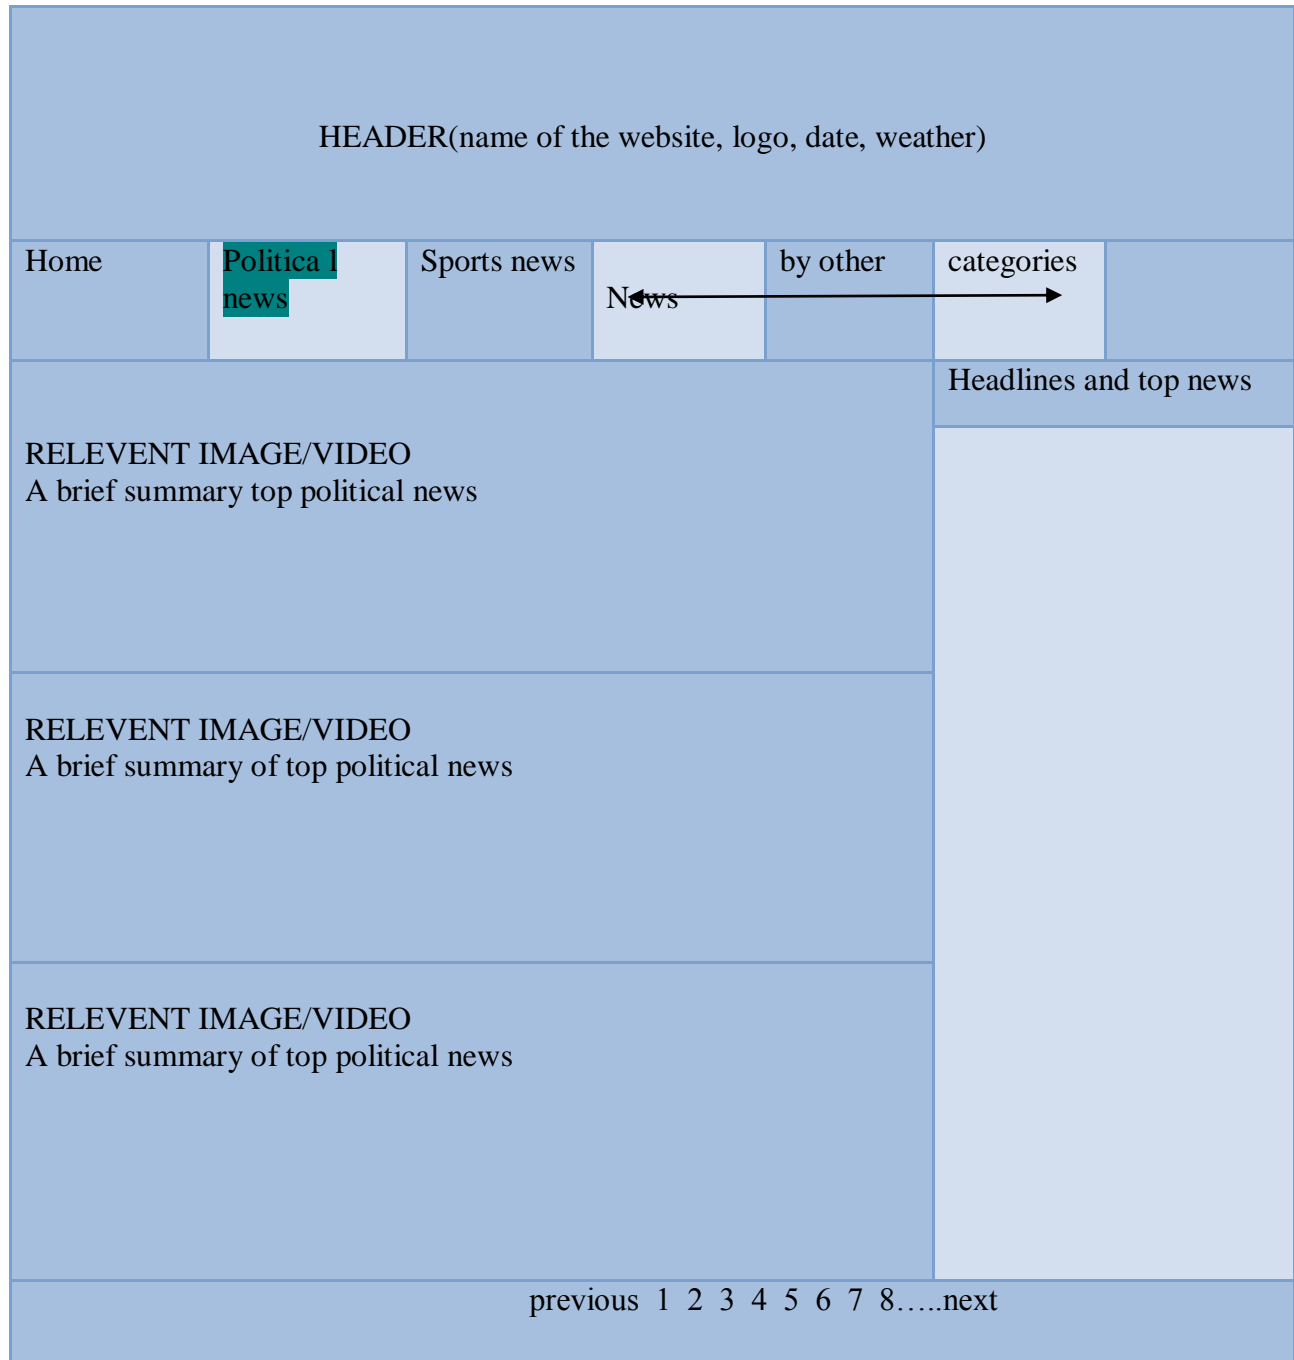 HEADER(name of the website, logo, date, weather)
Home
Politica l
news
Sports news
News
by other
categories
Headlines and top news
RELEVENT IMAGE/VIDEO
A brief summary top political news
RELEVENT IMAGE/VIDEO
A brief summary of top political news
RELEVENT IMAGE/VIDEO
A brief summary of top political news
previous 1 2 3 4 5 6 7 8…..next